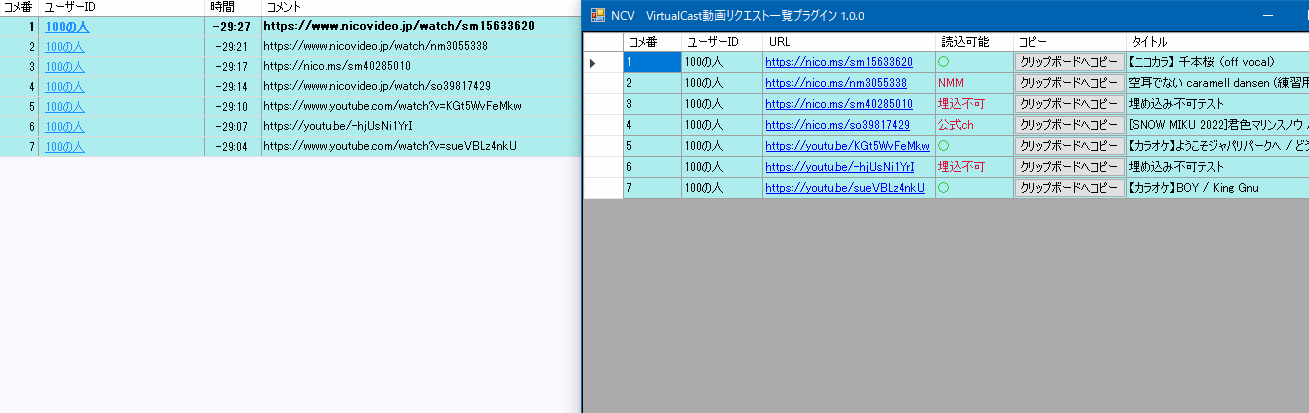 コメ番 ユーザーID 時間 コメント
1 100の人 -29:27 https://www.nicovideo.jp/watch/sm15633620
2 100の人 -29:21 https://www.nicovideo.jp/watch/nm3055338
3 100の人 -29:17 https://nico.ms/sm40285010
4 100の人 -29:14 https://www.nicovideo.jp/watch/so39817429
5 100の人 -29:10 https://www.youtube.com/watch?v=KGt5WvFeMkw
6 100の人 -29:07 https://youtu.be/-hjUsNi1YrI
7 100の人 -29:04 https://www.youtube.com/watch?v=sueVBLz4nkU
NCV VirtualCast動画リクエスト一覧プラグイン 1.0.0
コメ番 ユーザーID URL 読込可能 コピー タイトル
1 100の人 https://nico.ms/sm15633620 ○ クリップボードへコピー 【ニコカラ】 千本桜 (off vocal)
2 100の人 https://nico.ms/nm3055338 NMM クリップボードへコピー 空耳でない caramell dansen (練習用
3 100の人 https://nico.ms/sm40285010 埋込不可 クリップボードへコピー 埋め込み不可テスト
4 100の人 https://nico.ms/so39817429 公式ch クリップボードへコピー [SNOW MIKU 2022]君色マリンスノウ /
5 100の人 https://youtu.be/KGt5WvFeMkw ○ クリップボードへコピー 【カラオケ】ようこそジャパリパークへ / どう
6 100の人 https://youtu.be/-hjUsNi1YrI 埋込不可 クリップボードへコピー 埋め込み不可テスト
7 100の人 https://youtu.be/sueVBLz4nkU ○ クリップボードへコピー 【カラオケ】BOY / King Gnu